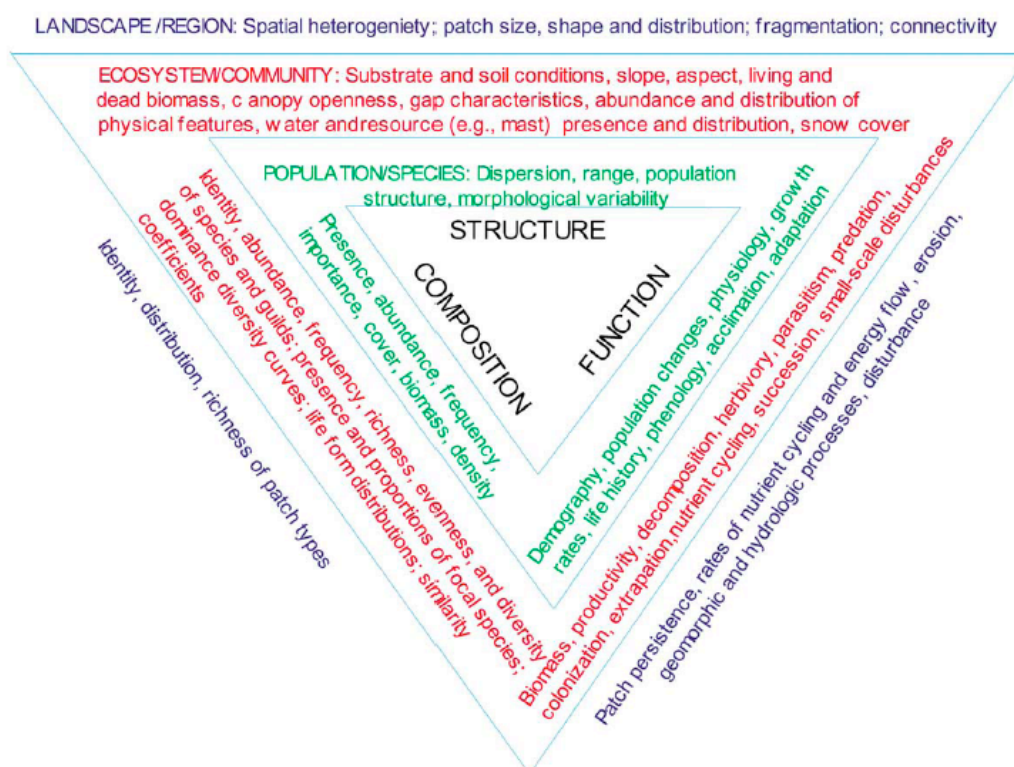 LANDSCAPE/REGION: Spatial heterogeniety; patch size, shape and distribution; fragmentation; connectivity
ECOSYSTEM/COMMUNITY: Substrate and soil conditions, slope, aspect, living and
dead biomass, c anopy openness, gap characteristics, abundance and distribution of
physical features, water andresource (e.g., mast) presence and distribution, snow cover
POPULATION/SPECIES: Dispersion, range, population
structure, morphological variability
STRUCTURE
COMPOSITION
FUNCTION
Presence, abundance, frequency,
importance, cover, biomass, density
Demography, population changes, physiology, growth
rates, life history, phenology, acclimation, adaptation
Identity, abundance, frequency, richness, evenness, and diversity
of species and guilds; presence and proportions of focal species;
dominance diversity curves; life form distributions; similarity
coefficients
Biomass, productivity, decomposition, herbivory, parasitism, predation,
colonization, extrapation,nutrient cycling, succession, small-scale disturbances
Identity, distribution, richness of patch types
Patch persistence, rates of nutrient cycling and energy flow , erosion,
geomorphic and hydrologic processes, disturbance